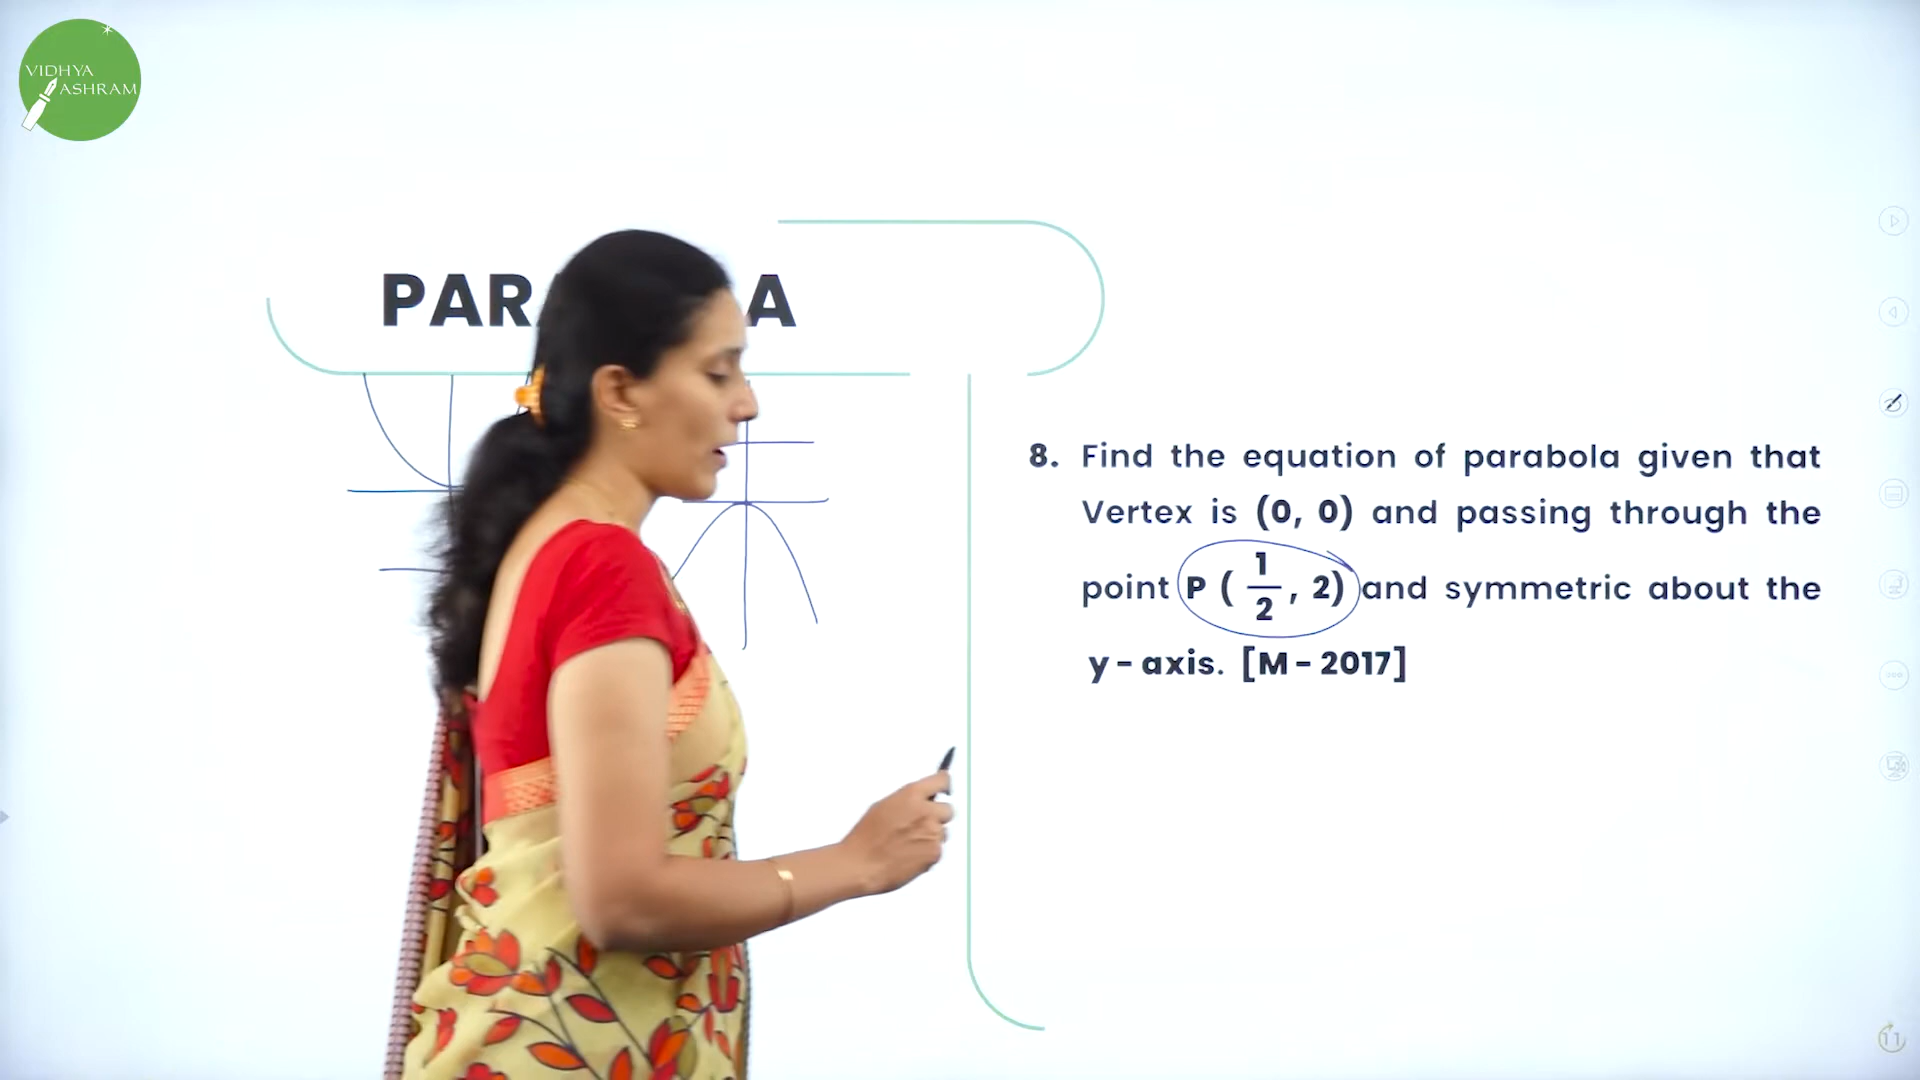 VIDHYA
ASHRAM
8. Find the equation of parabola given that
Vertex is (0, 0) and passing through the
point P ( 1/2 , 2) and symmetric about the
y - axis. [M - 2017]
11